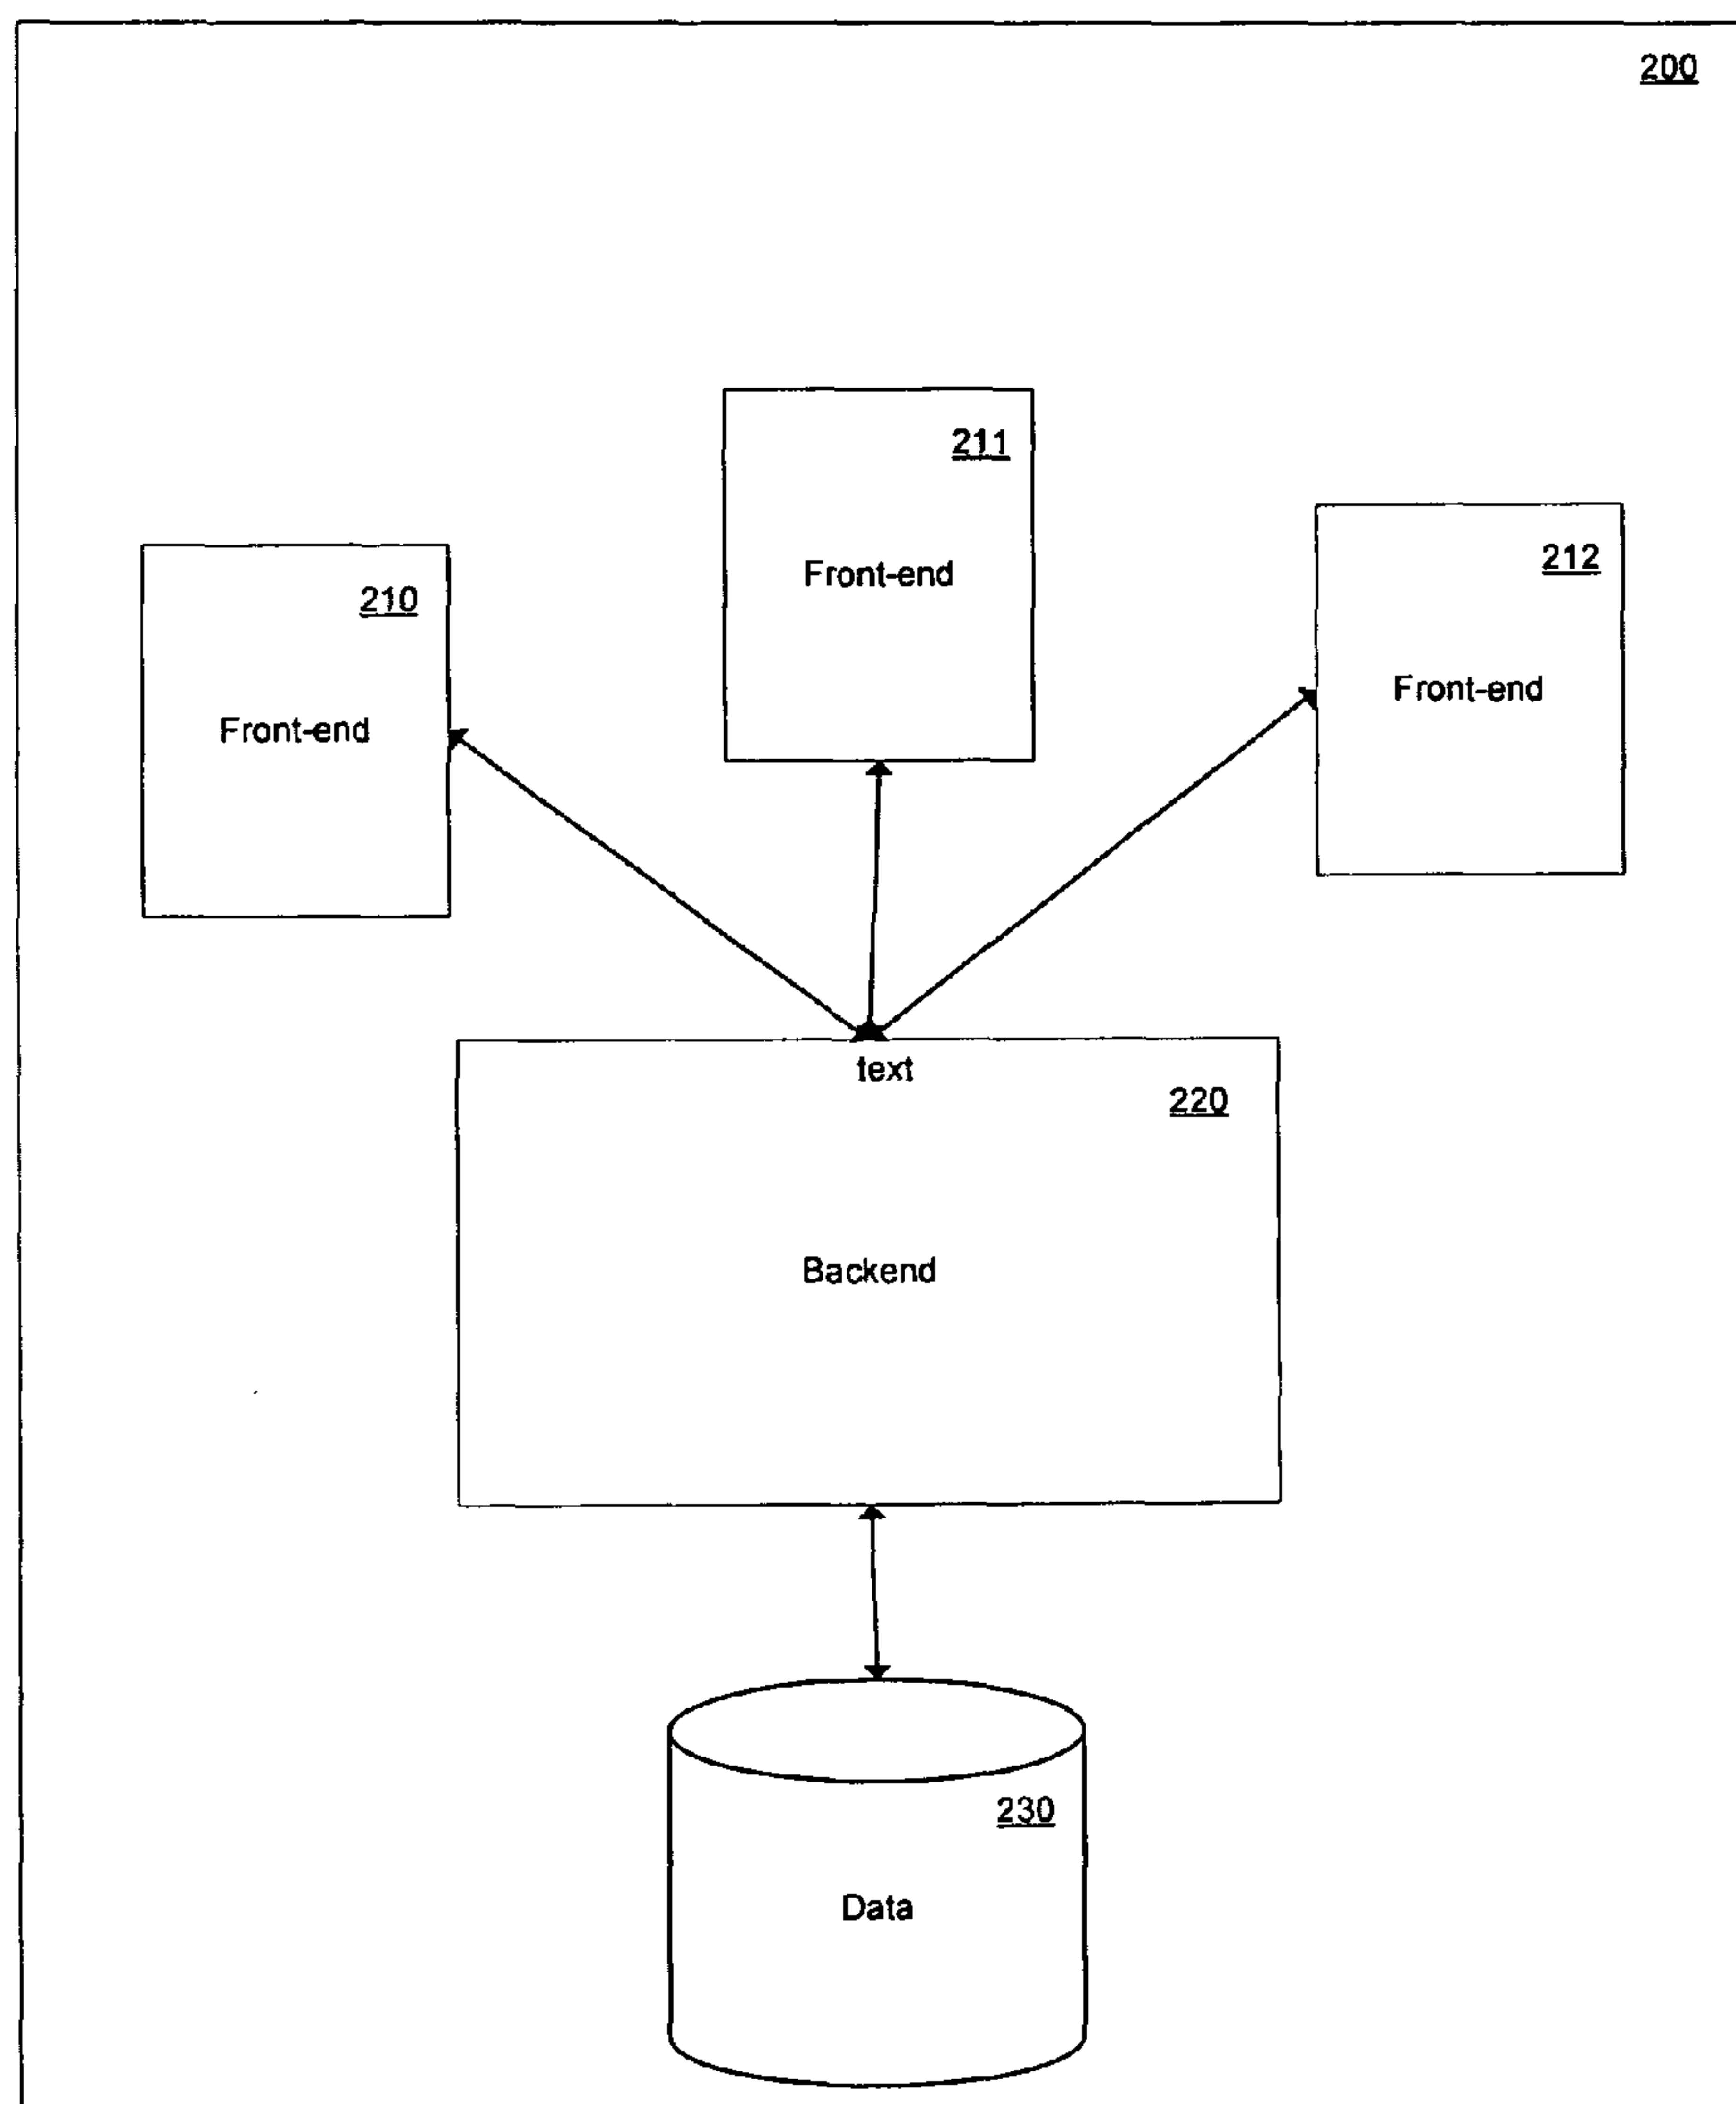 200
211
Front-end
212
Front-end
210
Front-end
text
220
Backend
230
Data